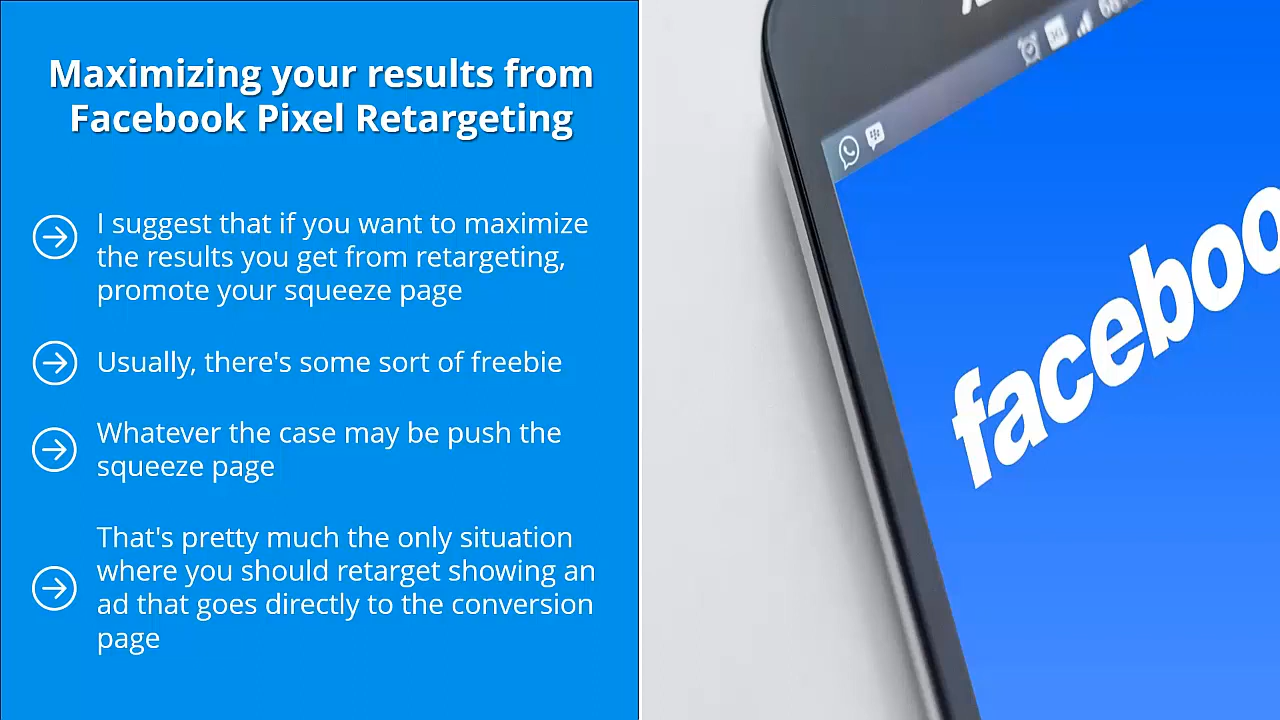 Maximizing your results from
Facebook Pixel Retargeting
I suggest that if you want to maximize
the results you get from retargeting,
promote your squeeze page
Usually, there's some sort of freebie
Whatever the case may be push the
squeeze page
That's pretty much the only situation
where you should retarget showing an
ad that goes directly to the conversion
page
faceboo